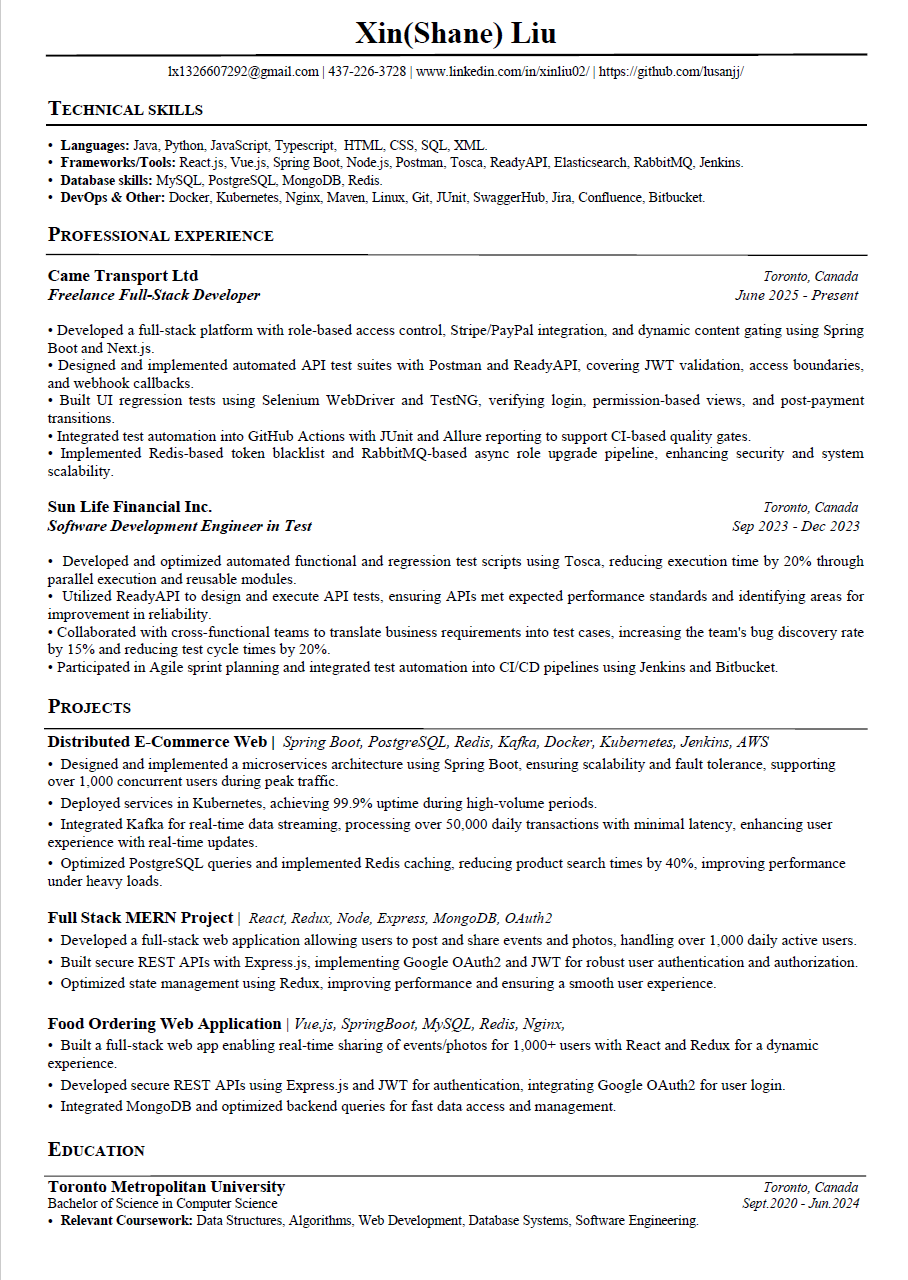 Xin(Shane) Liu
lx1326607292@gmail.com | 437-226-3728 | www.linkedin.com/in/xinliu02/ | https://github.com/lusanjj/
TECHNICAL SKILLS
• Languages: Java, Python, JavaScript, Typescript, HTML, CSS, SQL, XML.
• Frameworks/Tools: React.js, Vue.js, Spring Boot, Node.js, Postman, Tosca, ReadyAPI, Elasticsearch, RabbitMQ, Jenkins.
• Database skills: MySQL, PostgreSQL, MongoDB, Redis.
• DevOps & Other: Docker, Kubernetes, Nginx, Maven, Linux, Git, JUnit, SwaggerHub, Jira, Confluence, Bitbucket.
PROFESSIONAL EXPERIENCE
Came Transport Ltd Toronto, Canada
Freelance Full-Stack Developer June 2025 - Present
• Developed a full-stack platform with role-based access control, Stripe/PayPal integration, and dynamic content gating using Spring
Boot and Next.js.
• Designed and implemented automated API test suites with Postman and ReadyAPI, covering JWT validation, access boundaries,
and webhook callbacks.
• Built UI regression tests using Selenium WebDriver and TestNG, verifying login, permission-based views, and post-payment
transitions.
• Integrated test automation into GitHub Actions with JUnit and Allure reporting to support CI-based quality gates.
• Implemented Redis-based token blacklist and RabbitMQ-based async role upgrade pipeline, enhancing security and system
scalability.
Sun Life Financial Inc. Toronto, Canada
Software Development Engineer in Test Sep 2023 - Dec 2023
• Developed and optimized automated functional and regression test scripts using Tosca, reducing execution time by 20% through
parallel execution and reusable modules.
• Utilized ReadyAPI to design and execute API tests, ensuring APIs met expected performance standards and identifying areas for
improvement in reliability.
• Collaborated with cross-functional teams to translate business requirements into test cases, increasing the team's bug discovery rate
by 15% and reducing test cycle times by 20%.
• Participated in Agile sprint planning and integrated test automation into CI/CD pipelines using Jenkins and Bitbucket.
PROJECTS
Distributed E-Commerce Web | Spring Boot, PostgreSQL, Redis, Kafka, Docker, Kubernetes, Jenkins, AWS
• Designed and implemented a microservices architecture using Spring Boot, ensuring scalability and fault tolerance, supporting
over 1,000 concurrent users during peak traffic.
• Deployed services in Kubernetes, achieving 99.9% uptime during high-volume periods.
• Integrated Kafka for real-time data streaming, processing over 50,000 daily transactions with minimal latency, enhancing user
experience with real-time updates.
• Optimized PostgreSQL queries and implemented Redis caching, reducing product search times by 40%, improving performance
under heavy loads.
Full Stack MERN Project | React, Redux, Node, Express, MongoDB, OAuth2
• Developed a full-stack web application allowing users to post and share events and photos, handling over 1,000 daily active users.
• Built secure REST APIs with Express.js, implementing Google OAuth2 and JWT for robust user authentication and authorization.
• Optimized state management using Redux, improving performance and ensuring a smooth user experience.
Food Ordering Web Application | Vue.js, SpringBoot, MySQL, Redis, Nginx,
• Built a full-stack web app enabling real-time sharing of events/photos for 1,000+ users with React and Redux for a dynamic
experience.
• Developed secure REST APIs using Express.js and JWT for authentication, integrating Google OAuth2 for user login.
• Integrated MongoDB and optimized backend queries for fast data access and management.
EDUCATION
Toronto Metropolitan University Toronto, Canada
Bachelor of Science in Computer Science Sept.2020 - Jun.2024
• Relevant Coursework: Data Structures, Algorithms, Web Development, Database Systems, Software Engineering.